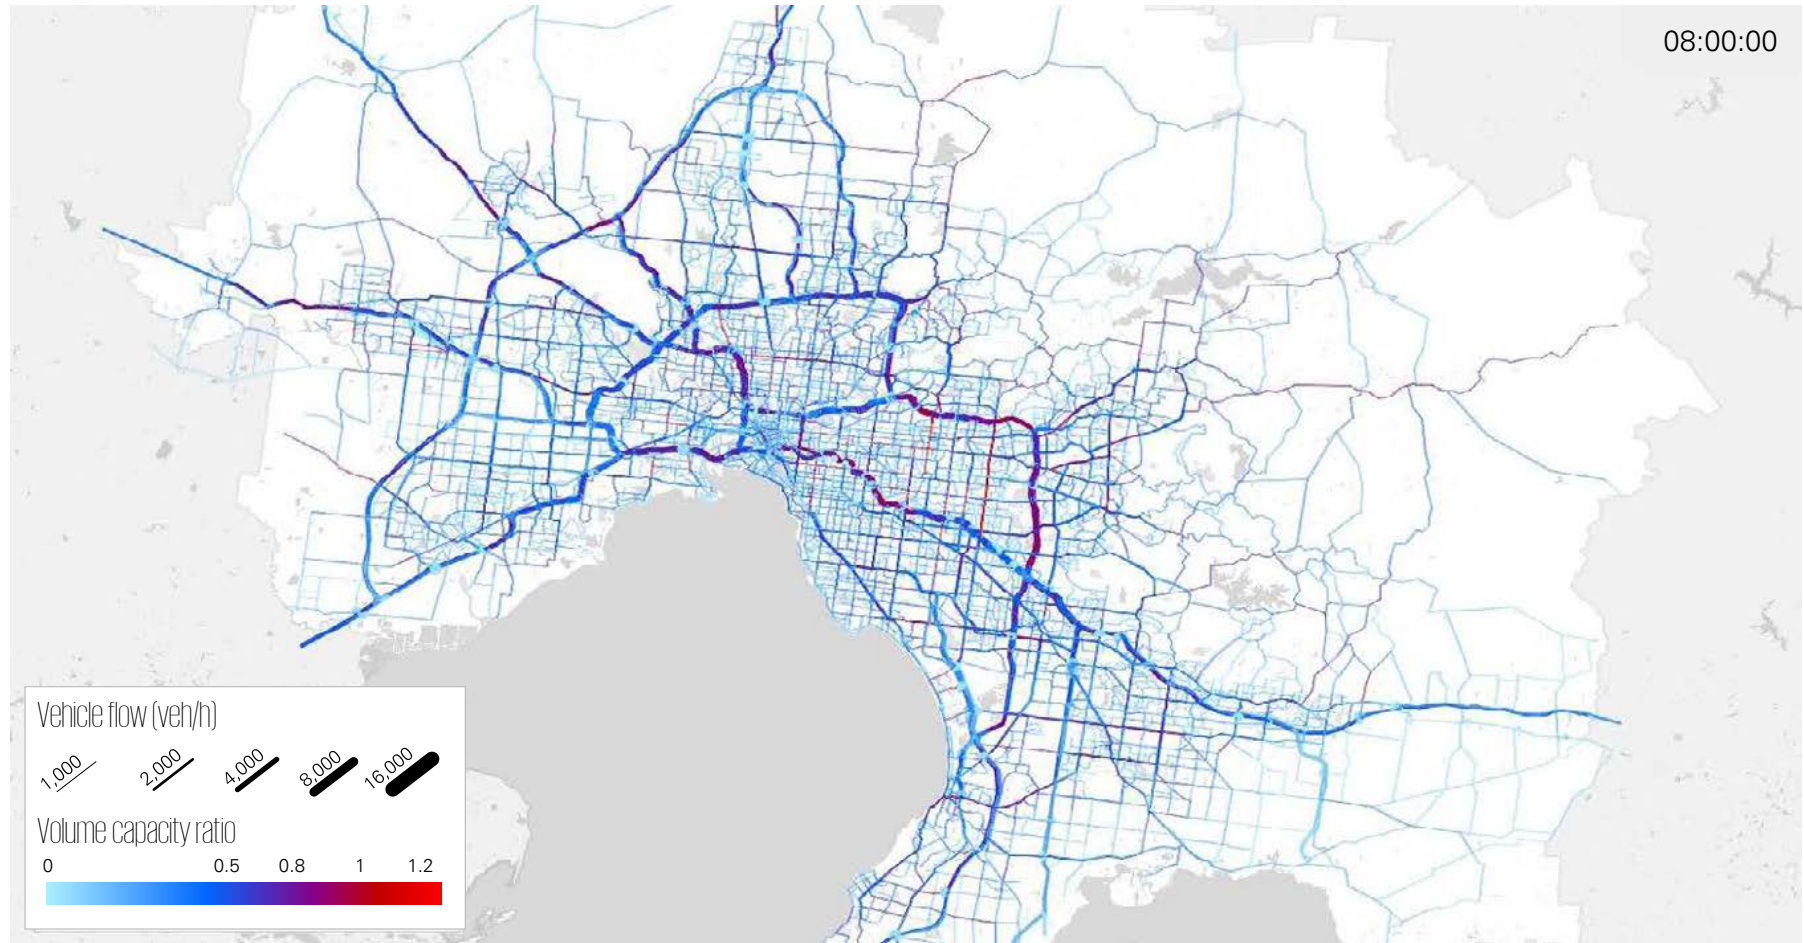 08:00:00
Vehicle flow (veh/h)
1,000 2,000 4,000 8,000 16,000
Volume capacity ratio
0 0.5 0.8 1 1.2